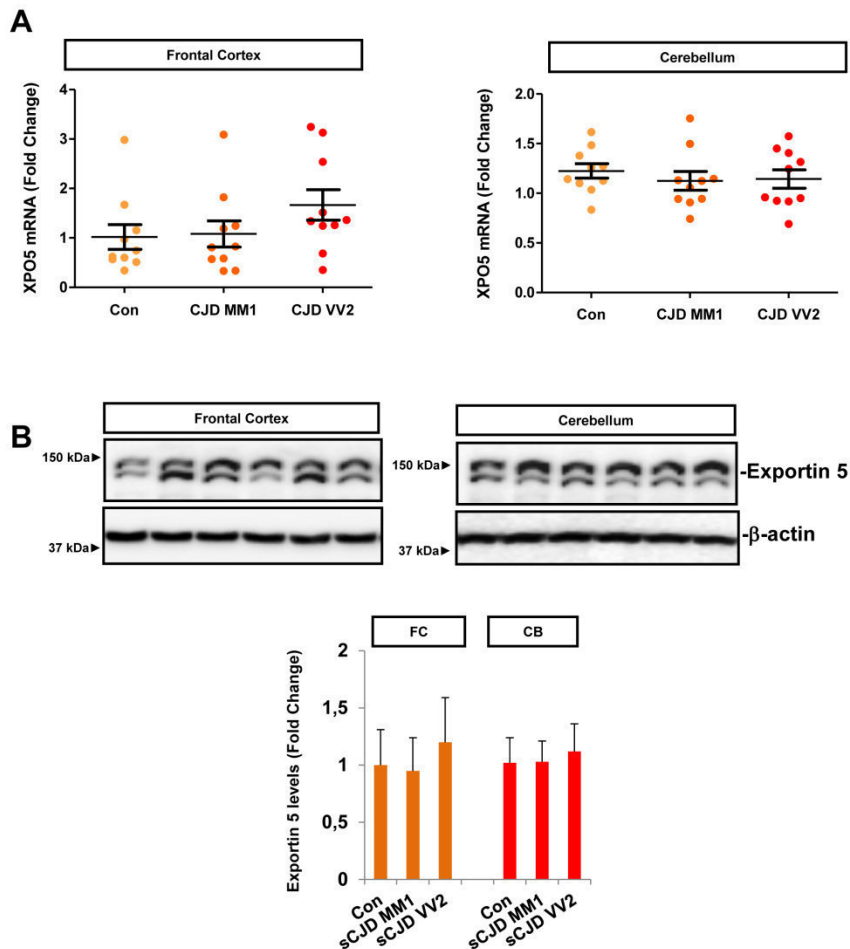 A
Frontal Cortex
XPO5 mRNA (Fold Change)
4
3
2
1
0
Con CJD MM1 CJD VV2
Cerebellum
XPO5 mRNA (Fold Change)
2.0
1.5
1.0
0.5
0.0
Con CJD MM1 CJD VV2
B
Frontal Cortex
150 kDa
37 kDa
Cerebellum
150 kDa
37 kDa
-Exportin 5
-β-actin
FC CB
Exportin 5 levels (Fold Change)
2
1,5
1
0,5
0
Con
sCJD MM1
sCJD VV2
Con
sCJD MM1
sCJD VV2